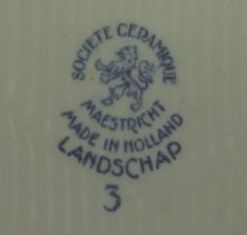 SOCIETE CERAMIQUE
MAESTRICHT
MADE IN HOLLAND
LANDSCHAP
3